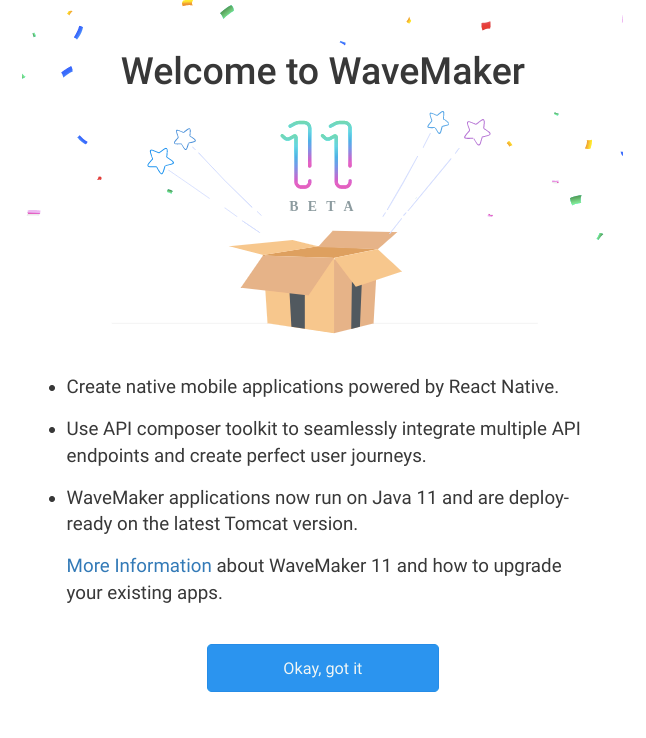 Welcome to WaveMaker
11
BETA
Create native mobile applications powered by React Native.
Use API composer toolkit to seamlessly integrate multiple API
endpoints and create perfect user journeys.
WaveMaker applications now run on Java 11 and are deploy-
ready on the latest Tomcat version.
More Information about WaveMaker 11 and how to upgrade
your existing apps.
Okay, got it